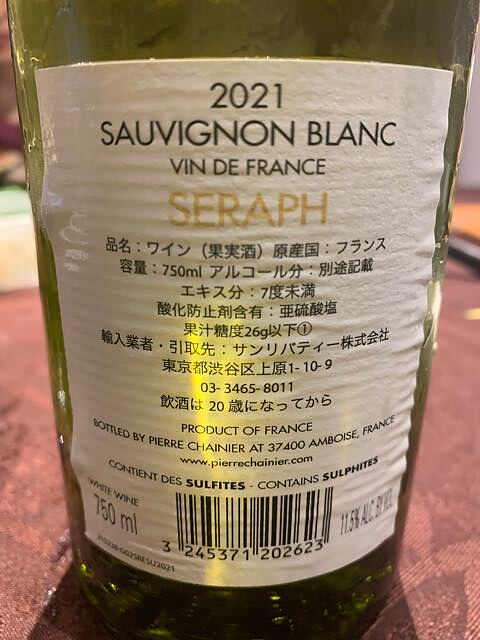 2021
SAUVIGNON BLANC
VIN DE FRANCE
SERAPH
品名：ワイン（果実酒）原産国：フランス
容量：750ml アルコール分：別途記載
エキス分：7度未満
酸化防止剤含有：亜硫酸塩
果汁糖度26g以下①
輸入業者・引取先：サンリバティー株式会社
東京都渋谷区上原1-10-9
03-3465-8011
飲酒は20歳になってから
PRODUCT OF FRANCE
BOTTLED BY PIERRE CHAINIER AT 37400 AMBOISE, FRANCE
www.pierrechainier.com
CONTIENT DES SULFITES - CONTAINS SULPHITES
WHITE WINE
750 ml
11.5% ALC. BY VOL.
3 245371 202623